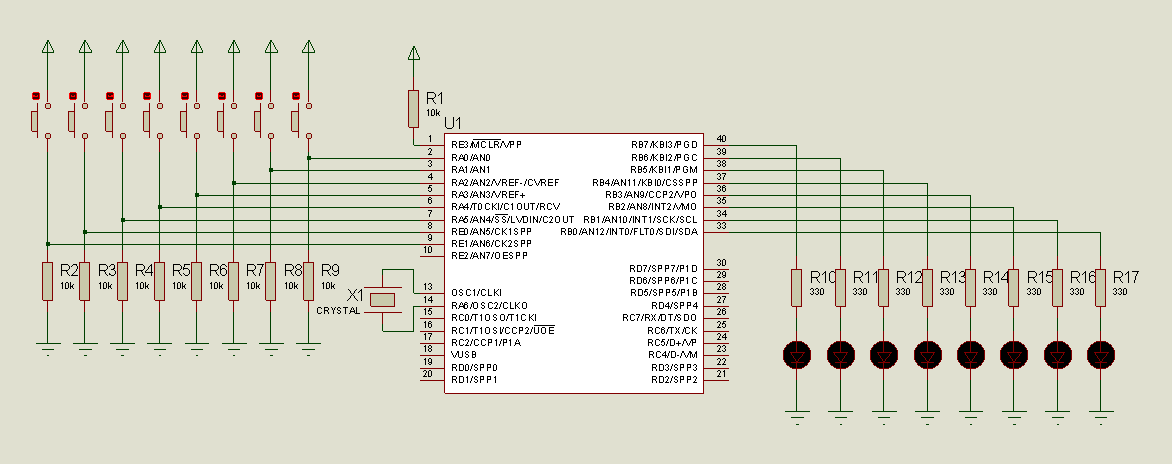 R1
10k
U1
1
RE3/MCLR/VPP
2
RA0/AN0
3
RA1/AN1
4
RA2/AN2/VREF-/CVREF
5
RA3/AN3/VREF+
6
RA4/T0CKI/C1OUT/RCV
7
RA5/AN4/SS/LVDIN/C2OUT
8
RE0/AN5/CK1SPP
9
RE1/AN6/CK2SPP
10
RE2/AN7/OESPP
13
OSC1/CLKI
14
RA6/OSC2/CLKO
15
RC0/T1OSO/T1CKI
16
RC1/T1OSI/CCP2/UOE
17
RC2/CCP1/P1A
18
VUSB
19
RD0/SPP0
20
RD1/SPP1
40
RB7/KBI3/PGD
39
RB6/KBI2/PGC
38
RB5/KBI1/PGM
37
RB4/AN11/KBI0/CSSPP
36
RB3/AN9/CCP2/VPO
35
RB2/AN8/INT2/VMO
34
RB1/AN10/INT1/SCK/SCL
33
RB0/AN12/INT0/FLT0/SDI/SDA
30
RD7/SPP7/P1D
29
RD6/SPP6/P1C
28
RD5/SPP5/P1B
27
RD4/SPP4
26
RC7/RX/DT/SDO
25
RC6/TX/CK
24
RC5/D+/VP
23
RC4/D-/VM
22
RD3/SPP3
21
RD2/SPP2
R2
10k
R3
10k
R4
10k
R5
10k
R6
10k
R7
10k
R8
10k
R9
10k
X1
CRYSTAL
R10
330
R11
330
R12
330
R13
330
R14
330
R15
330
R16
330
R17
330